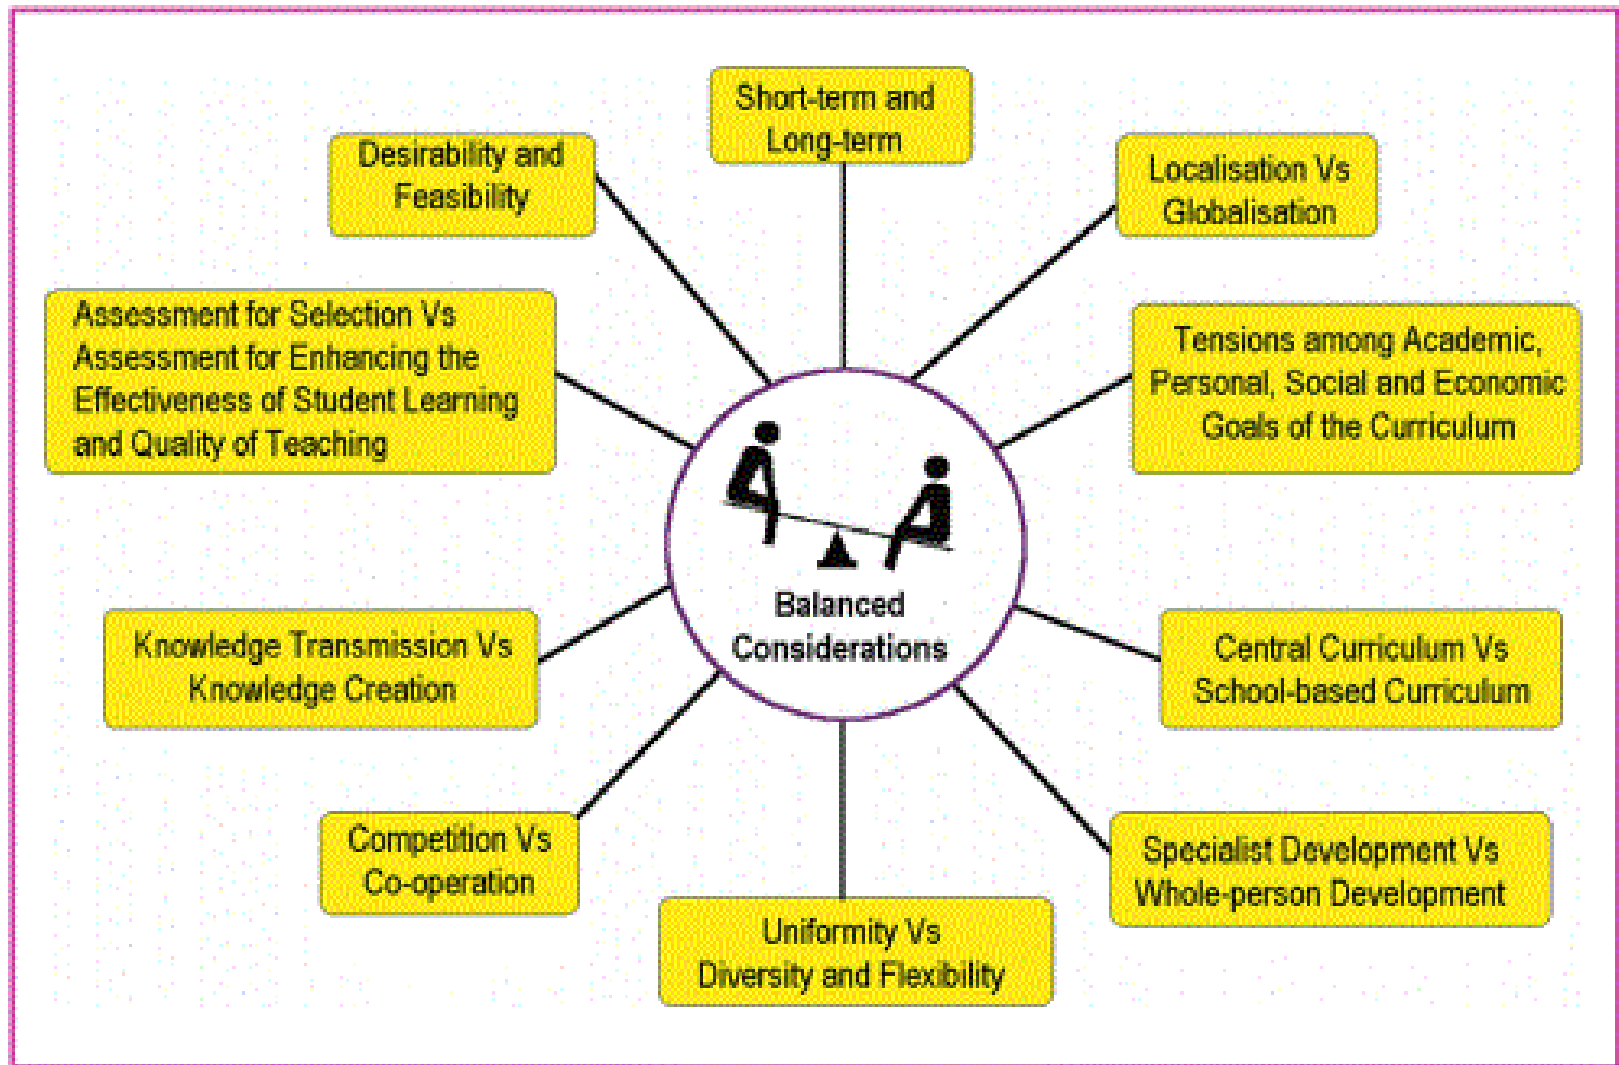 Short-term and
Long-term
Desirability and
Feasibility
Localisation Vs
Globalisation
Assessment for Selection Vs
Assessment for Enhancing the
Effectiveness of Student Learning
and Quality of Teaching
Tensions among Academic,
Personal, Social and Economic
Goals of the Curriculum
Balanced
Considerations
Knowledge Transmission Vs
Knowledge Creation
Central Curriculum Vs
School-based Curriculum
Competition Vs
Co-operation
Specialist Development Vs
Whole-person Development
Uniformity Vs
Diversity and Flexibility